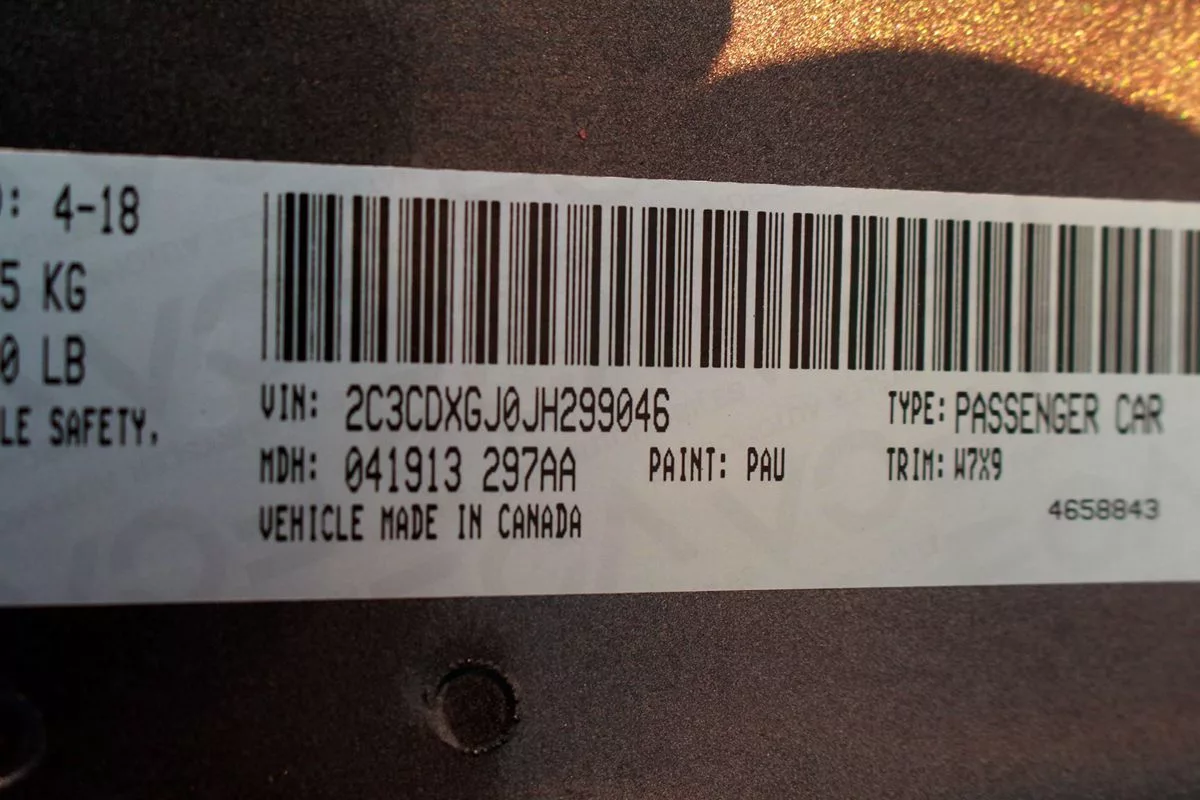 : 4-18
5 KG
0 LB
LE SAFETY.
VIN: 2C3CDXGJ0JH299046
TYPE: PASSENGER CAR
MDH: 041913 297AA
PAINT: PAU
TRIM: W7X9
VEHICLE MADE IN CANADA
4658843